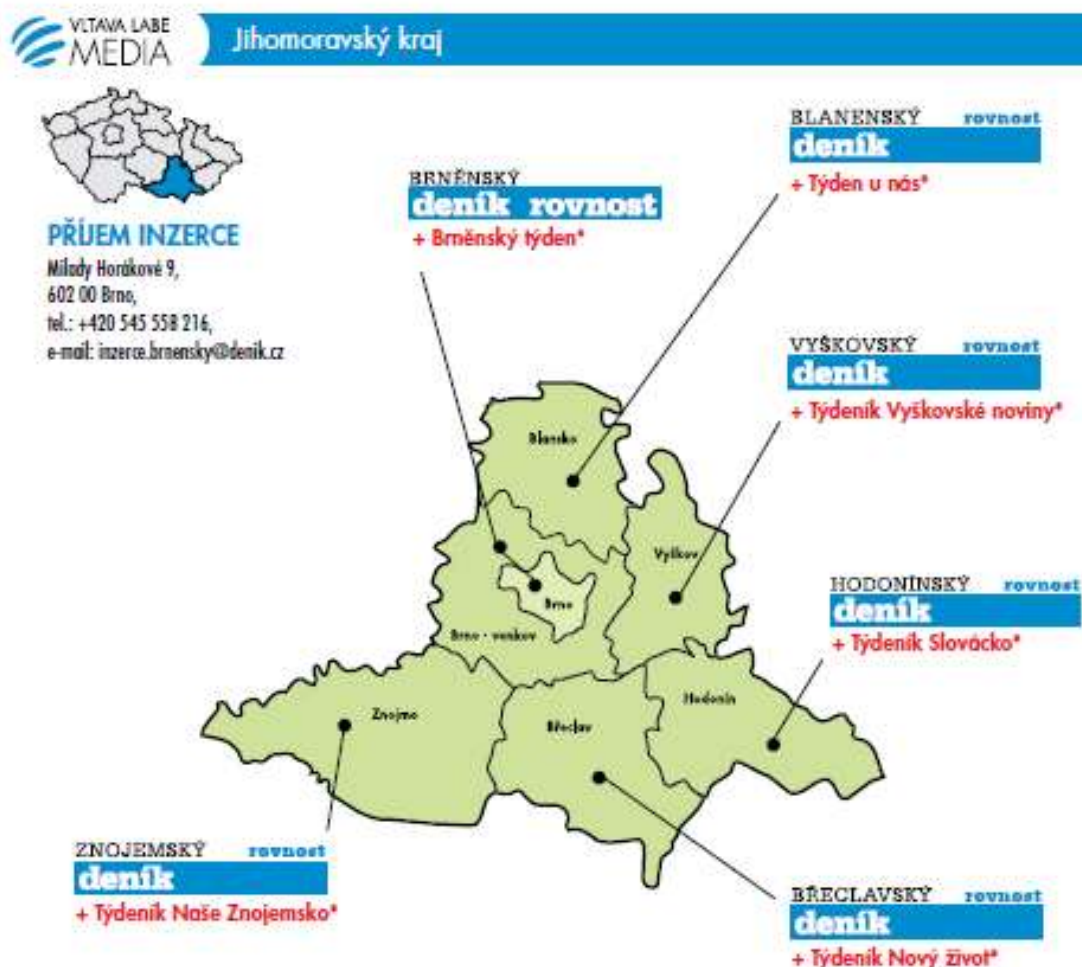 VLTAVA LABE
MEDIA
Jihomoravský kraj
PŘÍJEM INZERCE
Milady Horákové 9,
602 00 Brno,
tel.: +420 545 558 216,
e-mail: inzerce.brnensky@denik.cz
BRNĚNSKÝ
deník rovnost
+ Brněnský týden*
BLANENSKÝ rovnost
deník
+ Týden u nás*
VYŠKOVSKÝ rovnost
deník
+ Týdeník Vyškovské noviny*
HODONÍNSKÝ rovnost
deník
+ Týdeník Slovácko*
Blansko
Vyškov
Brno
Brno - venkov
Hodonín
Znojmo
Břeclav
ZNOJEMSKÝ rovnost
deník
+ Týdeník Naše Znojemsko*
BŘECLAVSKÝ rovnost
deník
+ Týdeník Nový život*